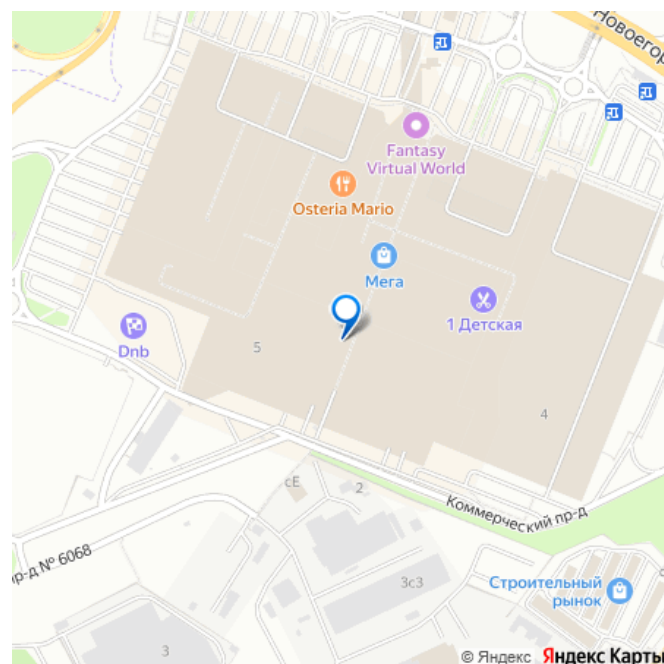 Новоегор
Fantasy
Virtual World
Osteria Mario
Мега
1 Детская
Dnb
5
4
сЕ
2
Коммерческий пр-д
пр-д № 6068
3с3
Строительный
рынок
3
© Яндекс Яндекс Карты